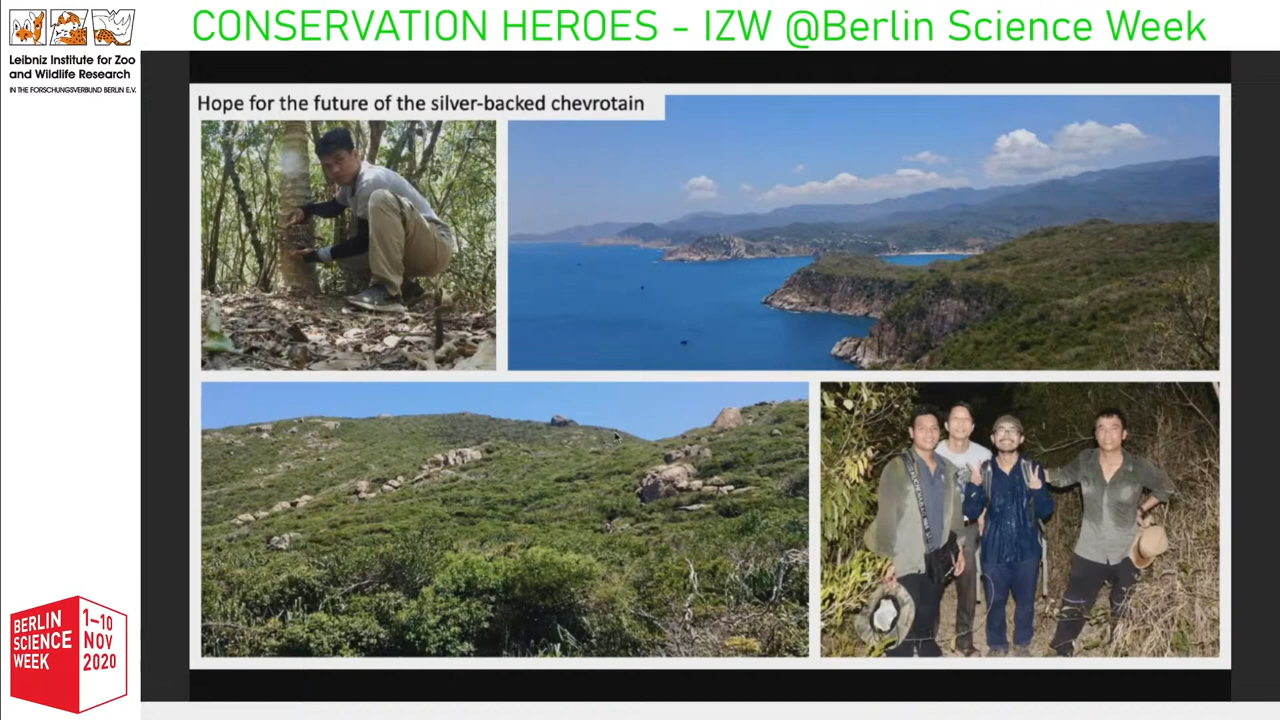 IZW
CONSERVATION HEROES - IZW @Berlin Science Week
Leibniz Institute for Zoo
and Wildlife Research
IN THE FORSCHUNGSVERBUND BERLIN E.V.
Hope for the future of the silver-backed chevrotain
BERLIN
SCIENCE
WEEK
1–10
NOV
2020